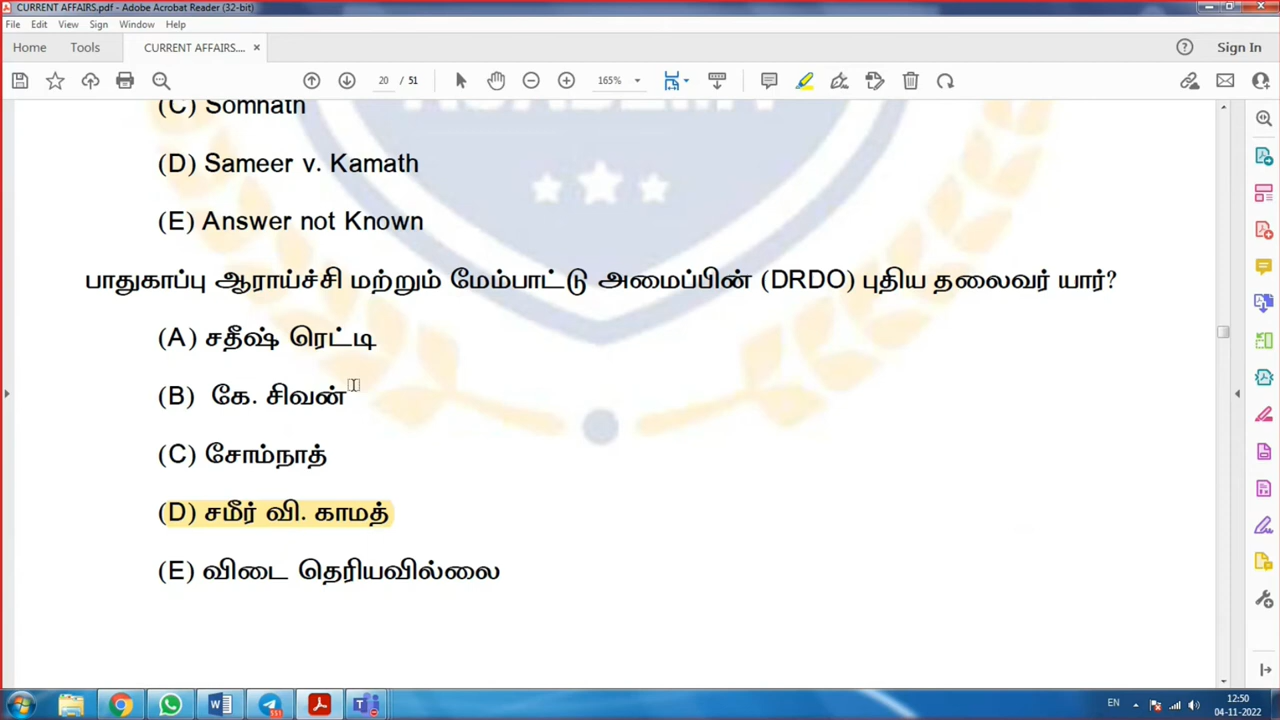 CURRENT AFFAIRS.pdf - Adobe Acrobat Reader (32-bit)
File Edit View Sign Window Help
Home Tools CURRENT AFFAIRS.... × Sign In
20 / 51 165%
ACADEMY
(C) Somnath
(D) Sameer v. Kamath
(E) Answer not Known
பாதுகாப்பு ஆராய்ச்சி மற்றும் மேம்பாட்டு அமைப்பின் (DRDO) புதிய தலைவர் யார்?
(A) சதீஷ் ரெட்டி
(B) கே. சிவன்
(C) சோம்நாத்
(D) சமீர் வி. காமத்
(E) விடை தெரியவில்லை
EN 12:50
04-11-2022